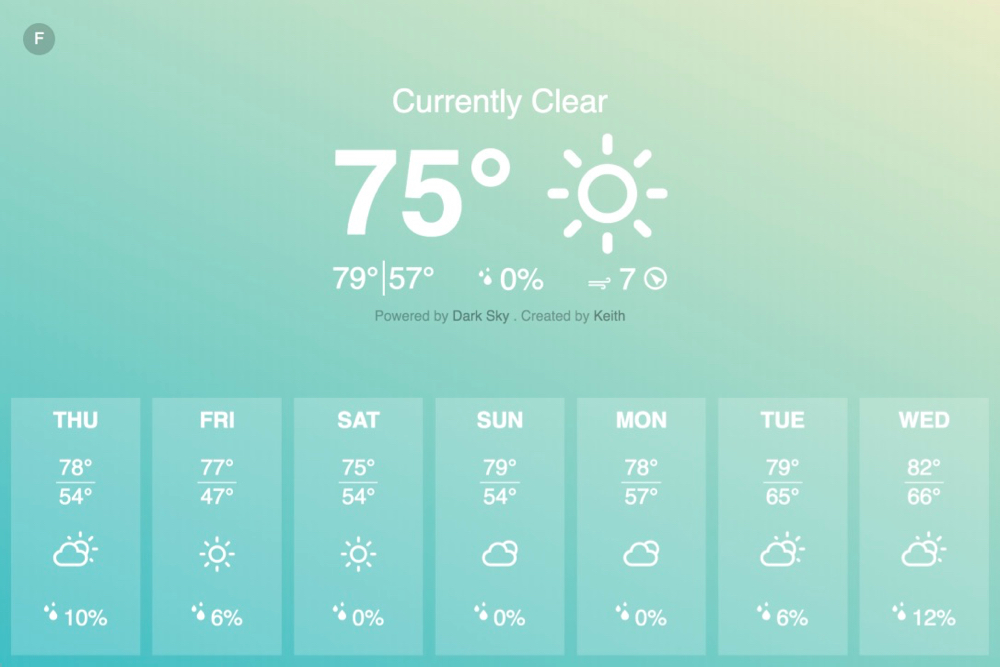 F
Currently Clear
75°
79°|57° 0% 7
Powered by Dark Sky . Created by Keith
THU FRI SAT SUN MON TUE WED
78° 77° 75° 79° 78° 79° 82°
54° 47° 54° 54° 57° 65° 66°
10% 6% 0% 0% 0% 6% 12%